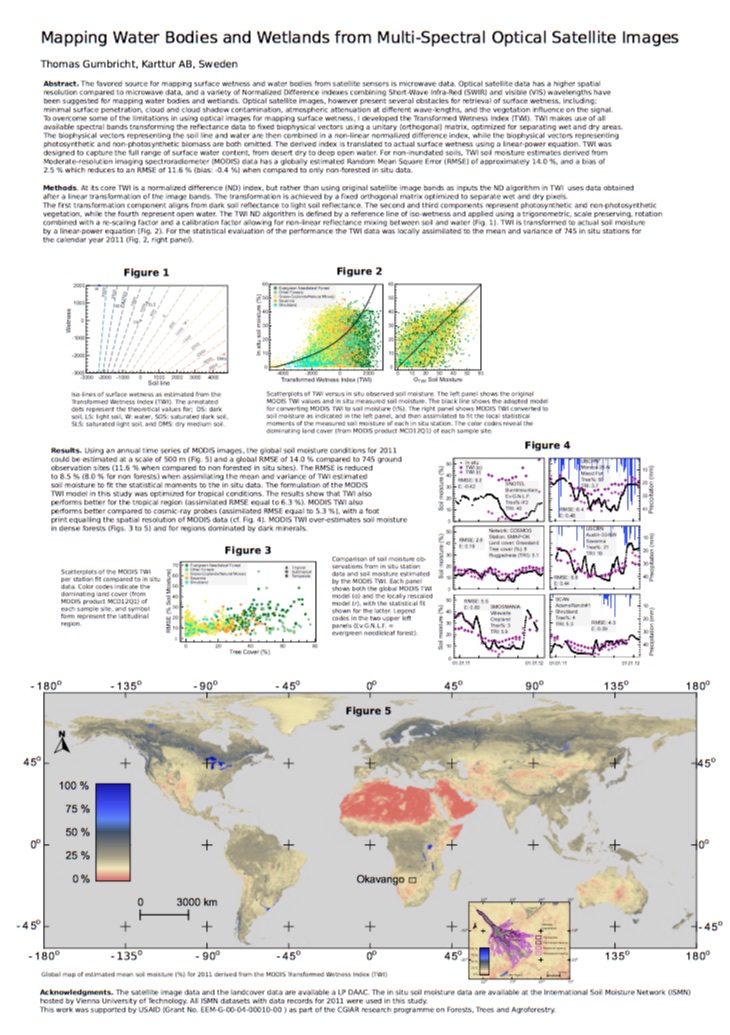 Mapping Water Bodies and Wetlands from Multi-Spectral Optical Satellite Images
Thomas Gumbricht, Karttur AB, Sweden
Abstract. The favored source for mapping surface wetness and water bodies from satellite sensors is microwave data. Optical satellite data has a higher spatial
resolution compared to microwave data, and a variety of Normalized Difference Indexes combining Short-Wave Infra-Red (SWIR) and visible (VIS) wavelengths have
been suggested for mapping water bodies and wetlands. Optical satellite images, however present several obstacles for retrieval of surface wetness, including;
minimal surface penetration, cloud and cloud shadow contamination, atmospheric attenuation at different wave-lengths, and the vegetation influence on the signal.
To overcome some of the limitations in using optical images for mapping surface wetness, I developed the Transformed Wetness Index (TWI). TWI makes use of all
available spectral bands transforming the reflectance data to fixed biophysical vectors using a unitary (orthogonal) matrix, optimized for separating wet and dry areas.
The biophysical vectors representing the soil line and water are then combined in a non-linear normalized difference index, while the biophysical vectors representing
photosynthetic and non-photosynthetic biomass are both omitted. The derived index is translated to actual surface wetness using a linear-power equation. TWI was
designed to capture the full range of surface water content, from desert dry to deep open water. For non-inundated soils, TWI soil moisture estimates derived from
Moderate-resolution imaging spectroradiometer (MODIS) data has a globally estimated Random Mean Square Error (RMSE) of approximately 14.0 %, and a bias of
2.5 % which reduces to an RMSE of 11.6 % (bias: -0.4 %) when compared to only non-forested in situ data.
Methods. At its core TWI is a normalized difference (ND) index, but rather than using original satellite image bands as inputs the ND algorithm in TWI uses data obtained
after a linear transformation of the image bands. The transformation is achieved by a fixed orthogonal matrix optimized to separate wet and dry pixels.
The first transformation component aligns from dark soil reflectance to light soil reflectance. The second and third components represent photosynthetic and non-photosynthetic
vegetation, while the fourth represent open water. The TWI ND algorithm is defined by a reference line of iso-wetness and applied using a trigonometric, scale preserving, rotation
combined with a re-scaling factor and a calibration factor allowing for non-linear reflectance mixing between soil and water (Fig. 1). TWI is transformed to actual soil moisture
by a linear-power equation (Fig. 2). For the statistical evaluation of the performance the TWI data was locally assimilated to the mean and variance of 745 in situ stations for
the calendar year 2011 (Fig. 2, right panel).
Figure 1
Figure 2
Wetness
Soil line
In situ soil moisture (%)
Transformed Wetness Index (TWI)
Soil Moisture
Iso-lines of surface wetness as estimated from the
Transformed Wetness Index (TWI). The annotated
dots represent the theoretical values for; DS: dark
soil, LS: light soil, W: water, SDS: saturated dark soil,
SLS: saturated light soil, and DMS: dry medium soil.
Scatterplots of TWI versus in situ observed soil moisture. The left panel shows the original
MODIS TWI values and in situ measured soil moisture. The black line shows the adopted model
for converting MODIS TWI to soil moisture (%). The right panel shows MODIS TWI converted to
soil moisture as indicated in the left panel, and then assimilated to fit the local statistical
moments of the measured soil moisture of each in situ station. The color codes reveal the
dominating land cover (from MODIS product MCD12Q1) of each sample site.
Results. Using an annual time series of MODIS images, the global soil moisture conditions for 2011
could be estimated at a scale of 500 m (Fig. 5) and a global RMSE of 14.0 % compared to 745 ground
observation sites (11.6 % when compared to non forested in situ sites). The RMSE is reduced
to 8.5 % (8.0 % for non forests) when assimilating the mean and variance of TWI estimated
soil moisture to fit the statistical moments to the in situ data. The formulation of the MODIS
TWI model in this study was optimized for tropical conditions. The results show that TWI also
performs better for the tropical region (assimilated RMSE equal to 6.3 %). MODIS TWI also
performs better compared to cosmic-ray probes (assimilated RMSE equal to 5.3 %), with a foot
print equalling the spatial resolution of MODIS data (cf. Fig. 4). MODIS TWI over-estimates soil moisture
in dense forests (Figs. 3 to 5) and for regions dominated by dark minerals.
Figure 4
Soil moisture (%)
Precipitation (mm)
Figure 3
Scatterplots of the MODIS TWI
per station fit compared to in situ
data. Color codes indicate the
dominating land cover (from
MODIS product MCD12Q1) of
each sample site, and symbol
form represent the latitudinal
region.
RMSE (% Soil Moisture)
Tree Cover (%)
Comparison of soil moisture ob-
servations from in situ station
data and soil moisture estimated
by the MODIS TWI. Each panel
shows both the global MODIS TWI
model (o) and the locally rescaled
model (r), with the statistical fit
shown for the latter. Legend
codes in the two upper left
panels (Ev.G.N.L.F. =
evergreen needleleaf forest).
-180° -135° -90° -45° 0° 45° 90° 135° 180°
Figure 5
N
45° 45°
100 %
75 %
50 %
25 %
0 %
0° 0°
Okavango
0 3000 km
-45° -45°
-180° -135° -90° -45° 0° 45° 135° 180°
Global map of estimated mean soil moisture (%) for 2011 derived from the MODIS Transformed Wetness Index (TWI)
Acknowledgments. The satellite image data and the landcover data are available a LP DAAC. The in situ soil moisture data are available at the International Soil Moisture Network (ISMN)
hosted by Vienna University of Technology. All ISMN datasets with data records for 2011 were used in this study.
This work was supported by USAID (Grant No. EEM-G-00-04-00010-00 ) as part of the CGIAR research programme on Forests, Trees and Agroforestry.